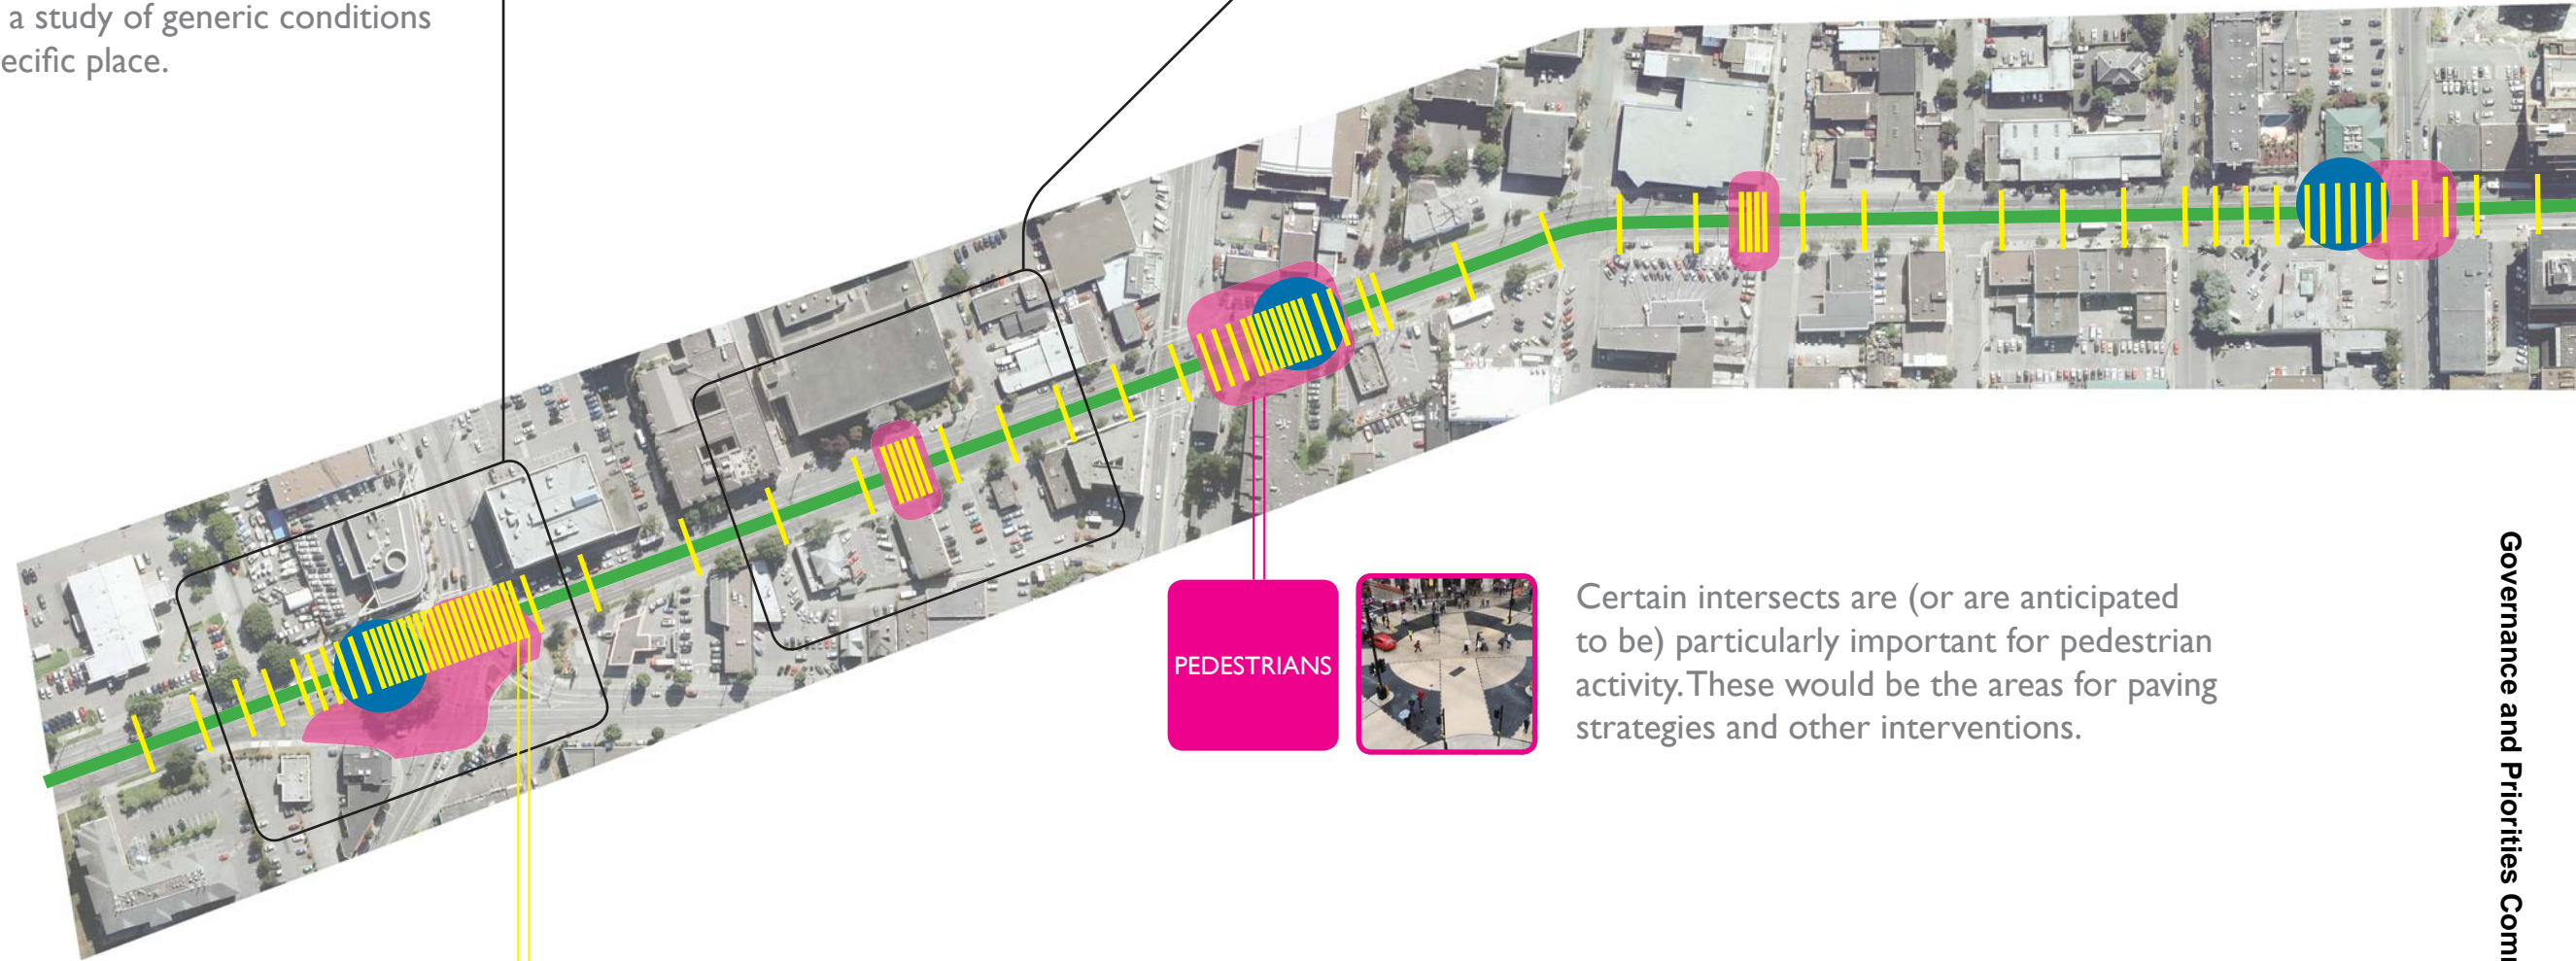 a study of generic conditions
ecific place.
PEDESTRIANS
Certain intersects are (or are anticipated
to be) particularly important for pedestrian
activity. These would be the areas for paving
strategies and other interventions.
Governance and Priorities Com